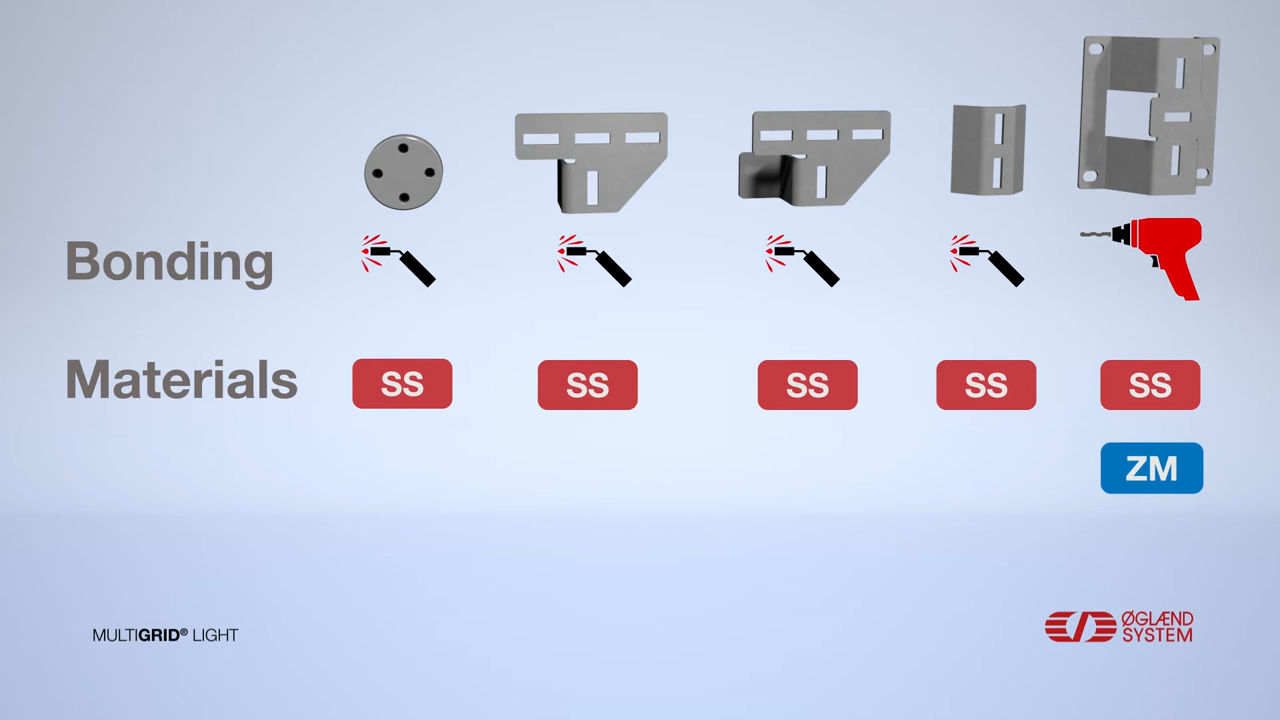 Bonding
Materials
SS
SS
SS
SS
SS
ZM
MULTIGRID® LIGHT
ØGLÆND
SYSTEM